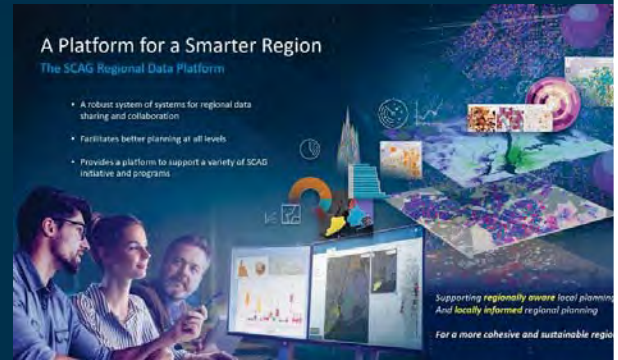 A Platform for a Smarter Region
The SCAG Regional Data Platform
• A robust system of systems for regional data
sharing and collaboration
• Facilitates better planning at all levels
• Provides a platform to support a variety of SCAG
initiative and programs
Supporting regionally aware local planning
And locally informed regional planning
For a more cohesive and sustainable regio